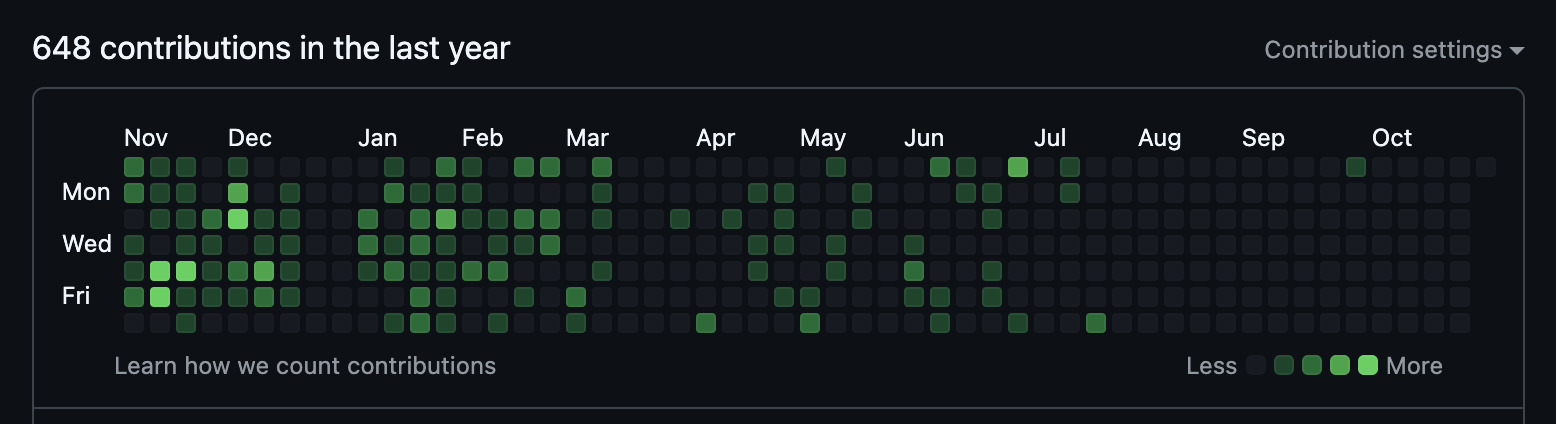 648 contributions in the last year
Contribution settings
Nov Dec Jan Feb Mar Apr May Jun Jul Aug Sep Oct
Mon
Wed
Fri
Learn how we count contributions
Less More